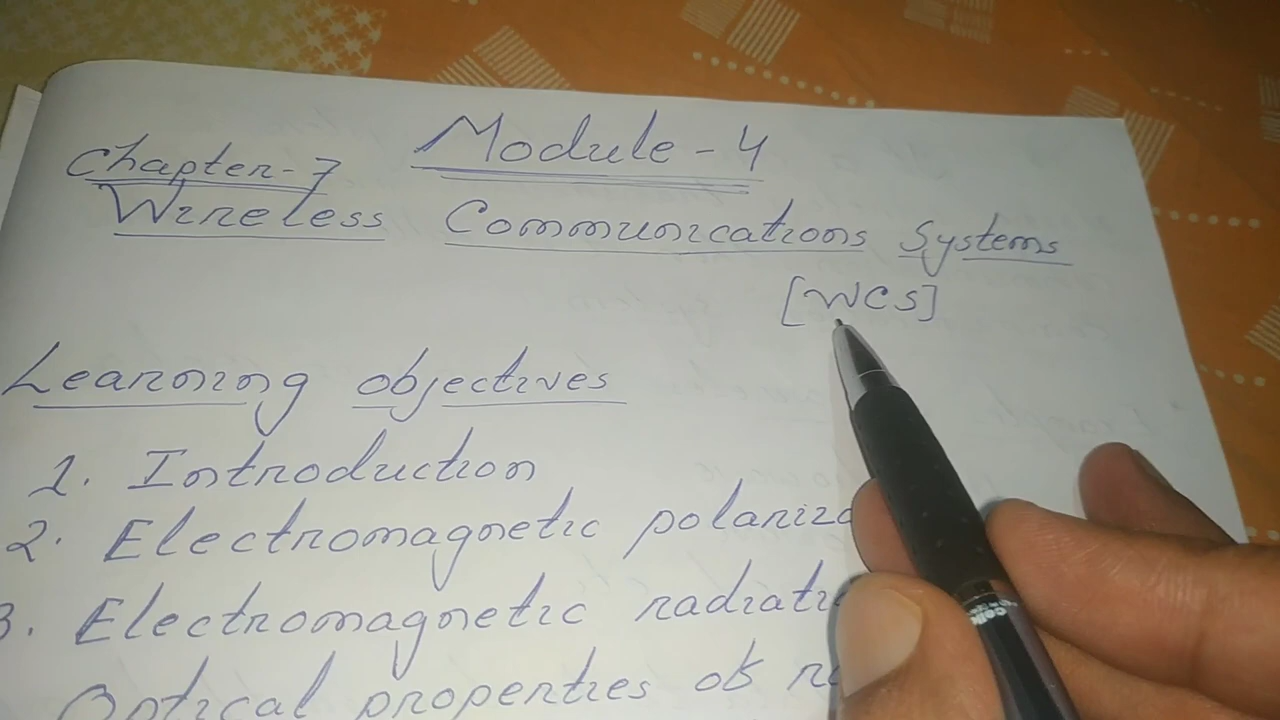 Module - 4
Chapter-7
Wireless Communications Systems
[WCS]
Learning objectives
1. Introduction
2. Electromagnetic
3. Electromagnetic
Optical properties of